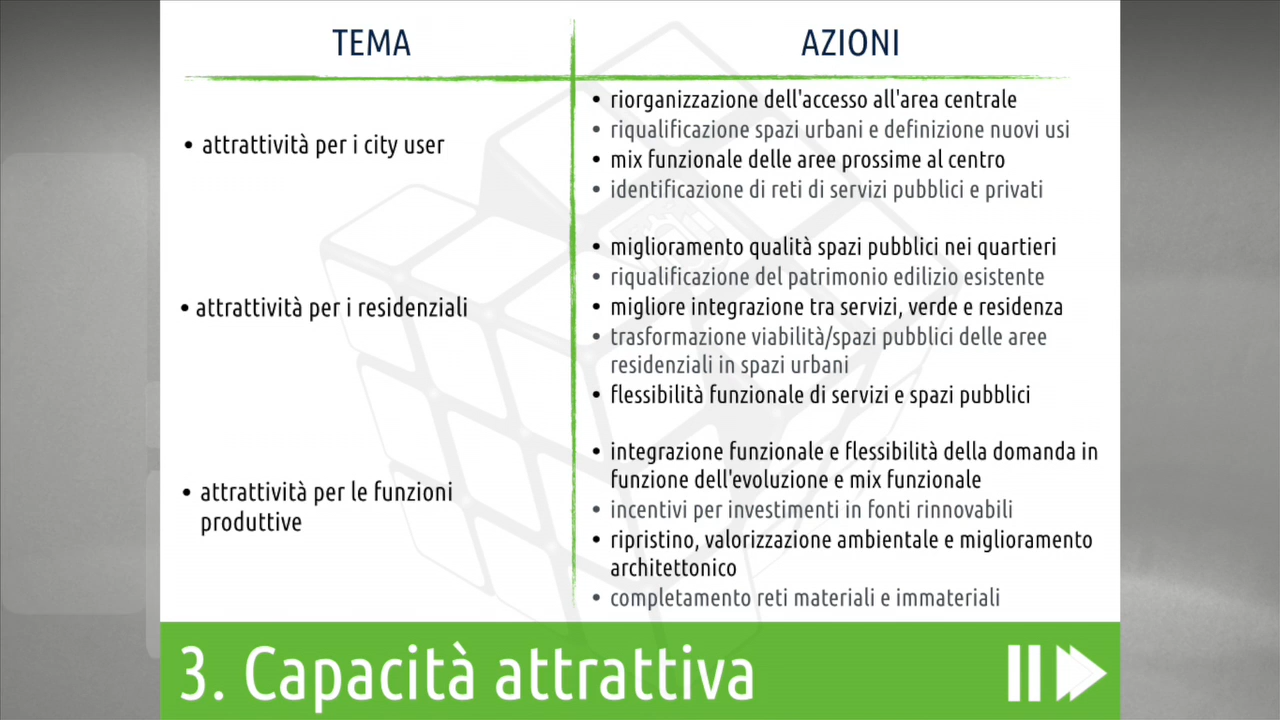 TEMA
AZIONI
• attrattività per i city user
• riorganizzazione dell'accesso all'area centrale
• riqualificazione spazi urbani e definizione nuovi usi
• mix funzionale delle aree prossime al centro
• identificazione di reti di servizi pubblici e privati
• attrattività per i residenziali
• miglioramento qualità spazi pubblici nei quartieri
• riqualificazione del patrimonio edilizio esistente
• migliore integrazione tra servizi, verde e residenza
• trasformazione viabilità/spazi pubblici delle aree
residenziali in spazi urbani
• flessibilità funzionale di servizi e spazi pubblici
• attrattività per le funzioni
produttive
• integrazione funzionale e flessibilità della domanda in
funzione dell'evoluzione e mix funzionale
• incentivi per investimenti in fonti rinnovabili
• ripristino, valorizzazione ambientale e miglioramento
architettonico
• completamento reti materiali e immateriali
3. Capacità attrattiva